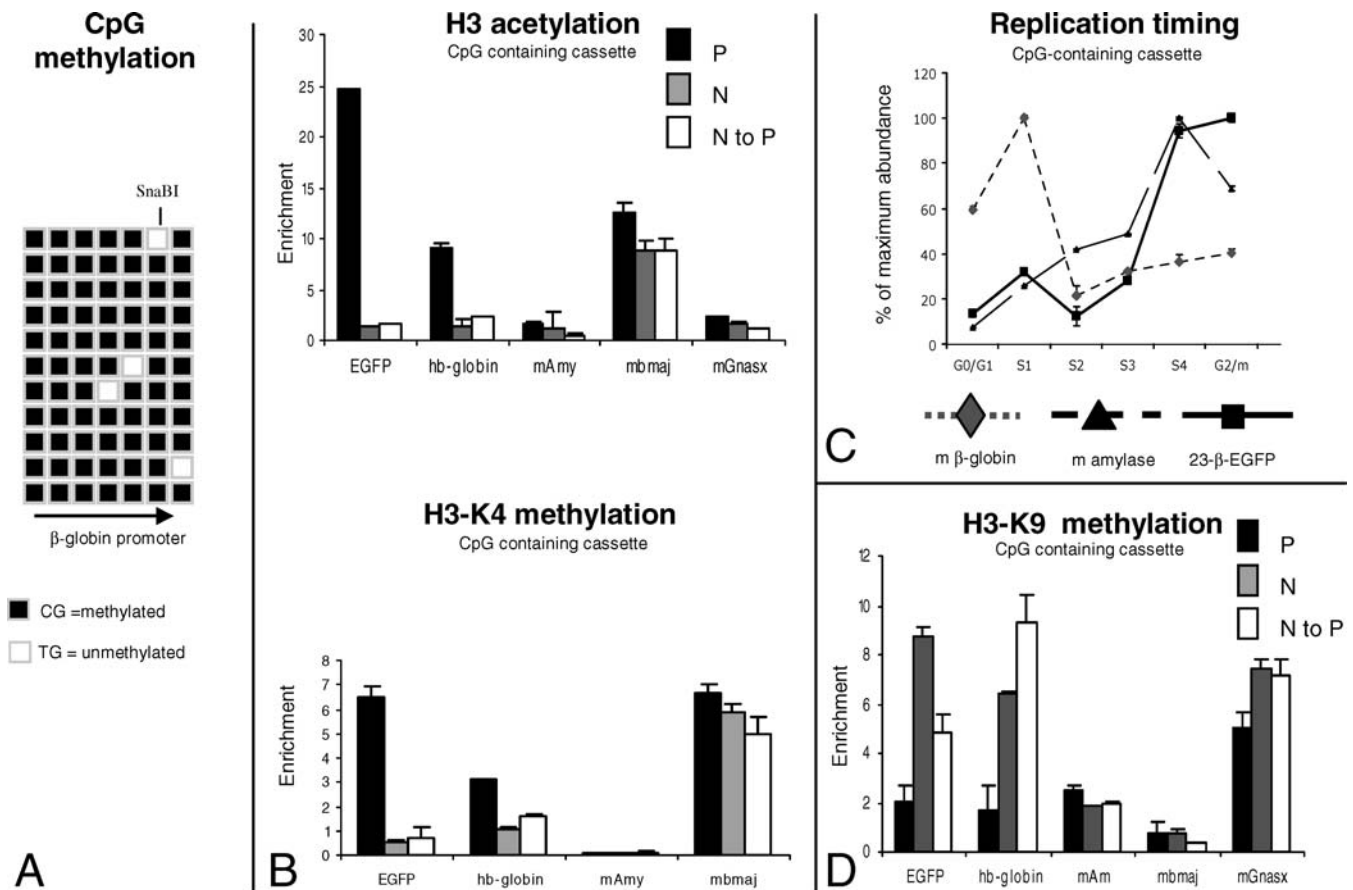 CpG
methylation
SnaBI
β-globin promoter
CG =methylated
TG = unmethylated
A
H3 acetylation
CpG containing cassette
P
N
N to P
Enrichment
30
25
20
15
10
5
0
EGFP hb-globin mAmy mbmaj mGnasx
H3-K4 methylation
CpG containing cassette
Enrichment
8
7
6
5
4
3
2
1
0
EGFP hb-globin mAmy mbmaj
B
Replication timing
CpG-containing cassette
% of maximum abundance
120
100
80
60
40
20
0
G0/G1 S1 S2 S3 S4 G2/m
m β-globin m amylase 23-β-EGFP
C
H3-K9 methylation
CpG containing cassette
P
N
N to P
Enrichment
12
10
8
6
4
2
0
EGFP hb-globin mAm mbmaj mGnasx
D